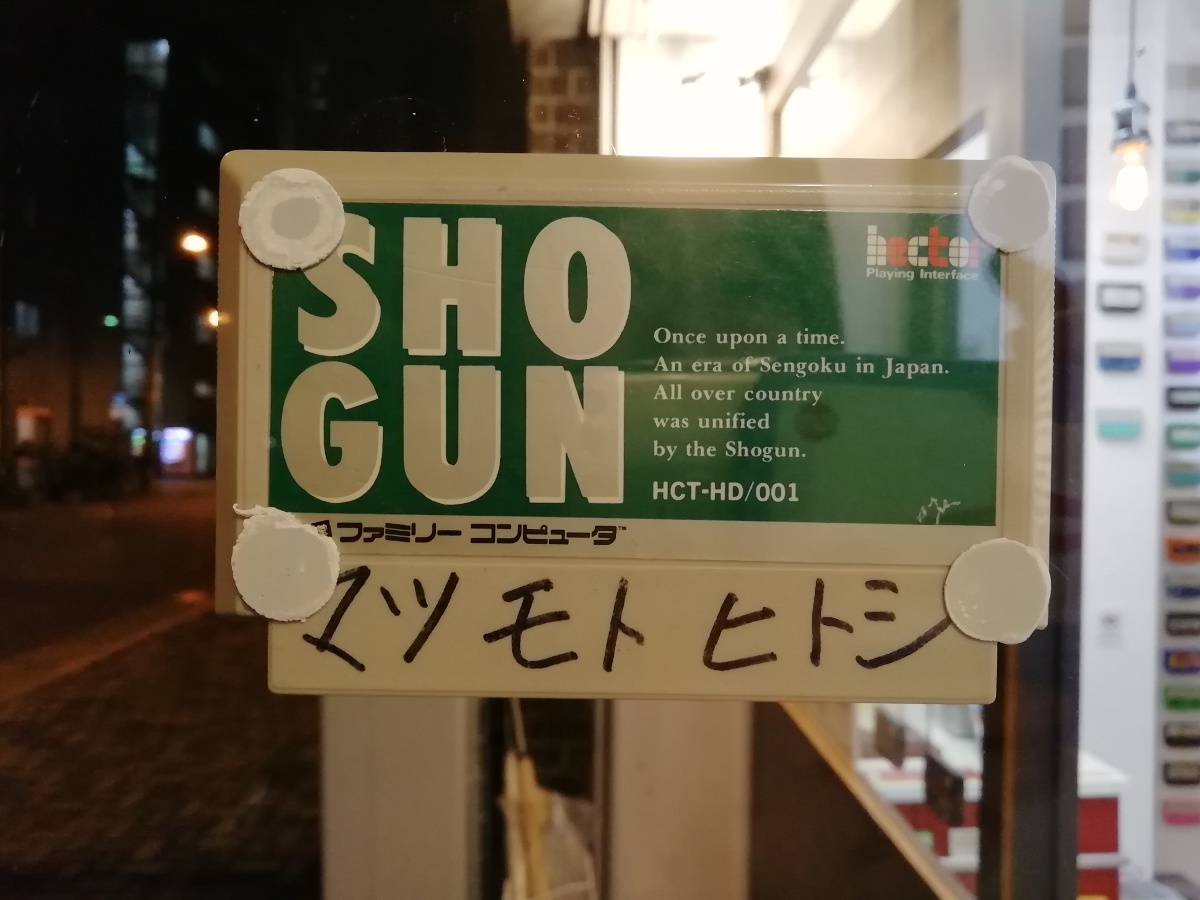 SHO
GUN
hector
Playing Interface
Once upon a time.
An era of Sengoku in Japan.
All over country
was unified
by the Shogun.
HCT-HD/001
ファミリー コンピュータ™
マツモト ヒトシ